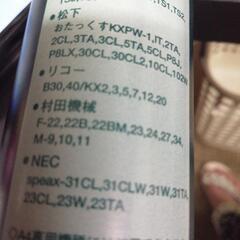 ●松下
おたっくすKXPW-1,IT,2TA,
2CL,3TA,3CL,5TA,5CL,P8J,
P8LX,30CL,30CL2,10CL,102W
●リコー
B30,40/KX2,3,5,7,12,20
●村田機械
F-22,22B,22BM,23,24,27,34,
M-9,10,11
●NEC
speax-31CL,31CLW,31W,31TA,
23CL,23W,23TA